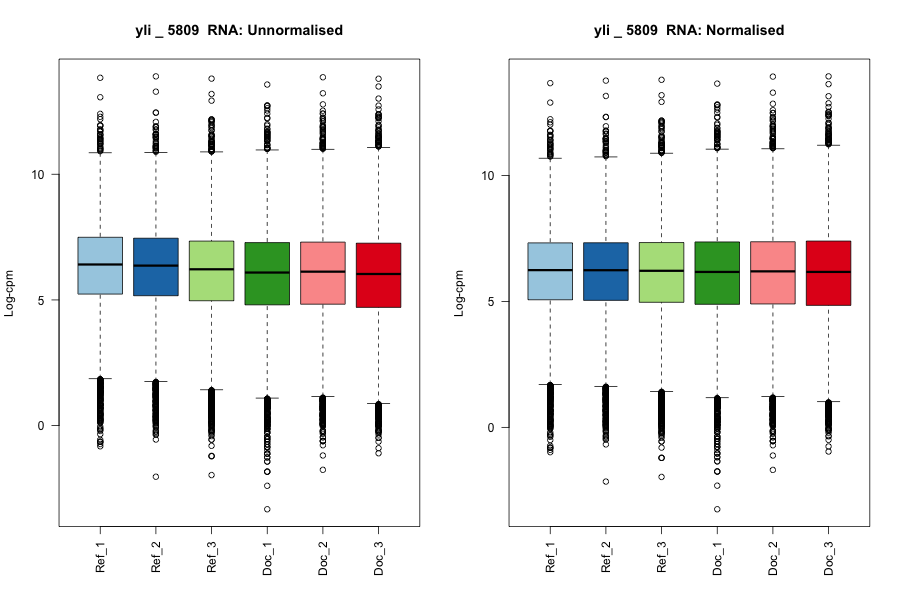 yli _ 5809 RNA: Unnormalised
Log-cpm
10
5
0
Ref_1
Ref_2
Ref_3
Doc_1
Doc_2
Doc_3
yli _ 5809 RNA: Normalised
Log-cpm
10
5
0
Ref_1
Ref_2
Ref_3
Doc_1
Doc_2
Doc_3